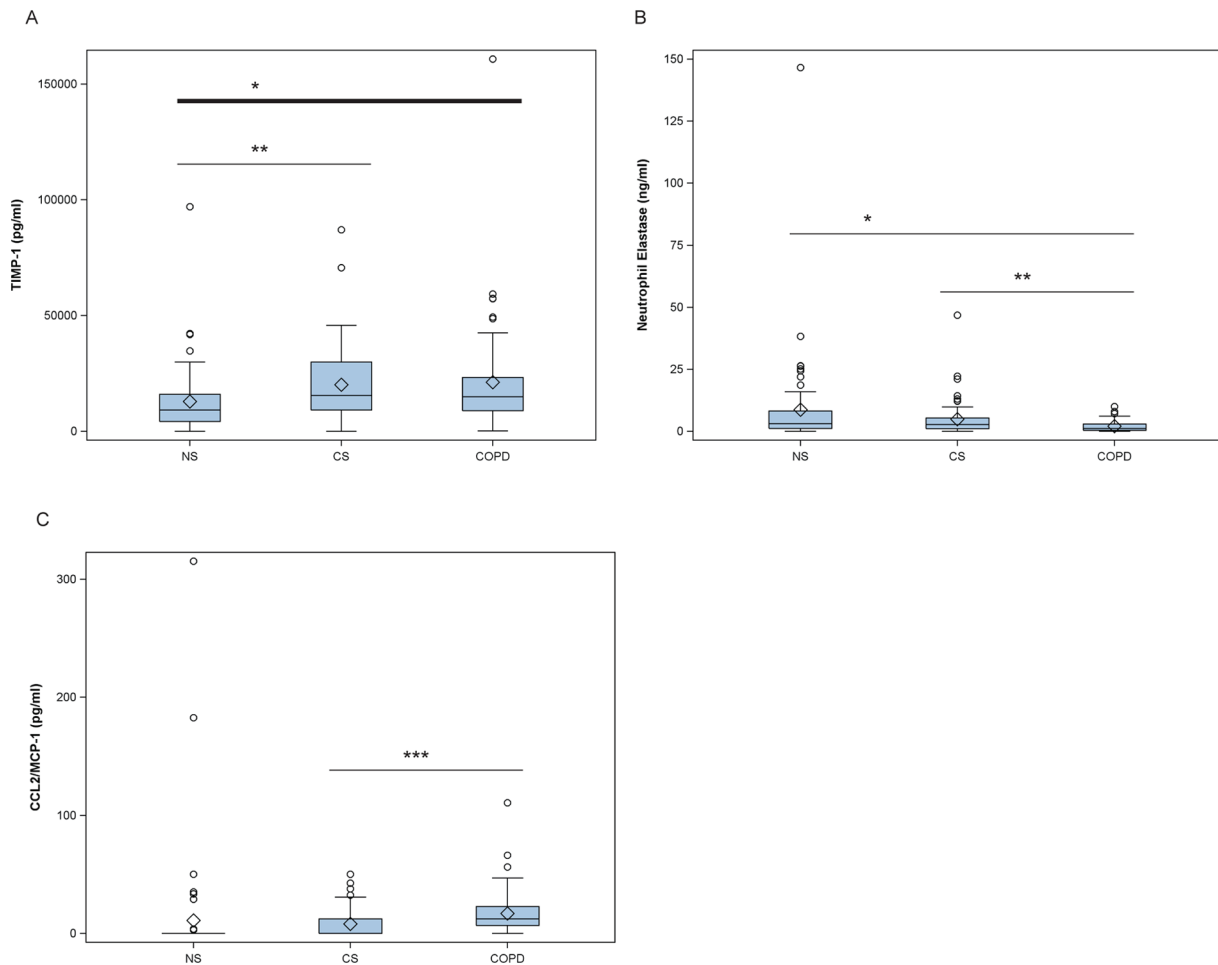 A
TIMP-1 (pg/ml)
150000
100000
50000
0
*
**
NS CS COPD
B
Neutrophil Elastase (ng/ml)
150
125
100
75
50
25
0
*
**
NS CS COPD
C
CCL2/MCP-1 (pg/ml)
300
200
100
0
***
NS CS COPD